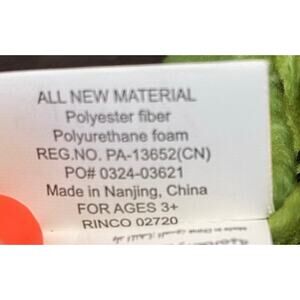 ALL NEW MATERIAL
Polyester fiber
Polyurethane foam
REG.NO. PA-13652(CN)
PO# 0324-03621
Made in Nanjing, China
FOR AGES 3+
RINCO 02720